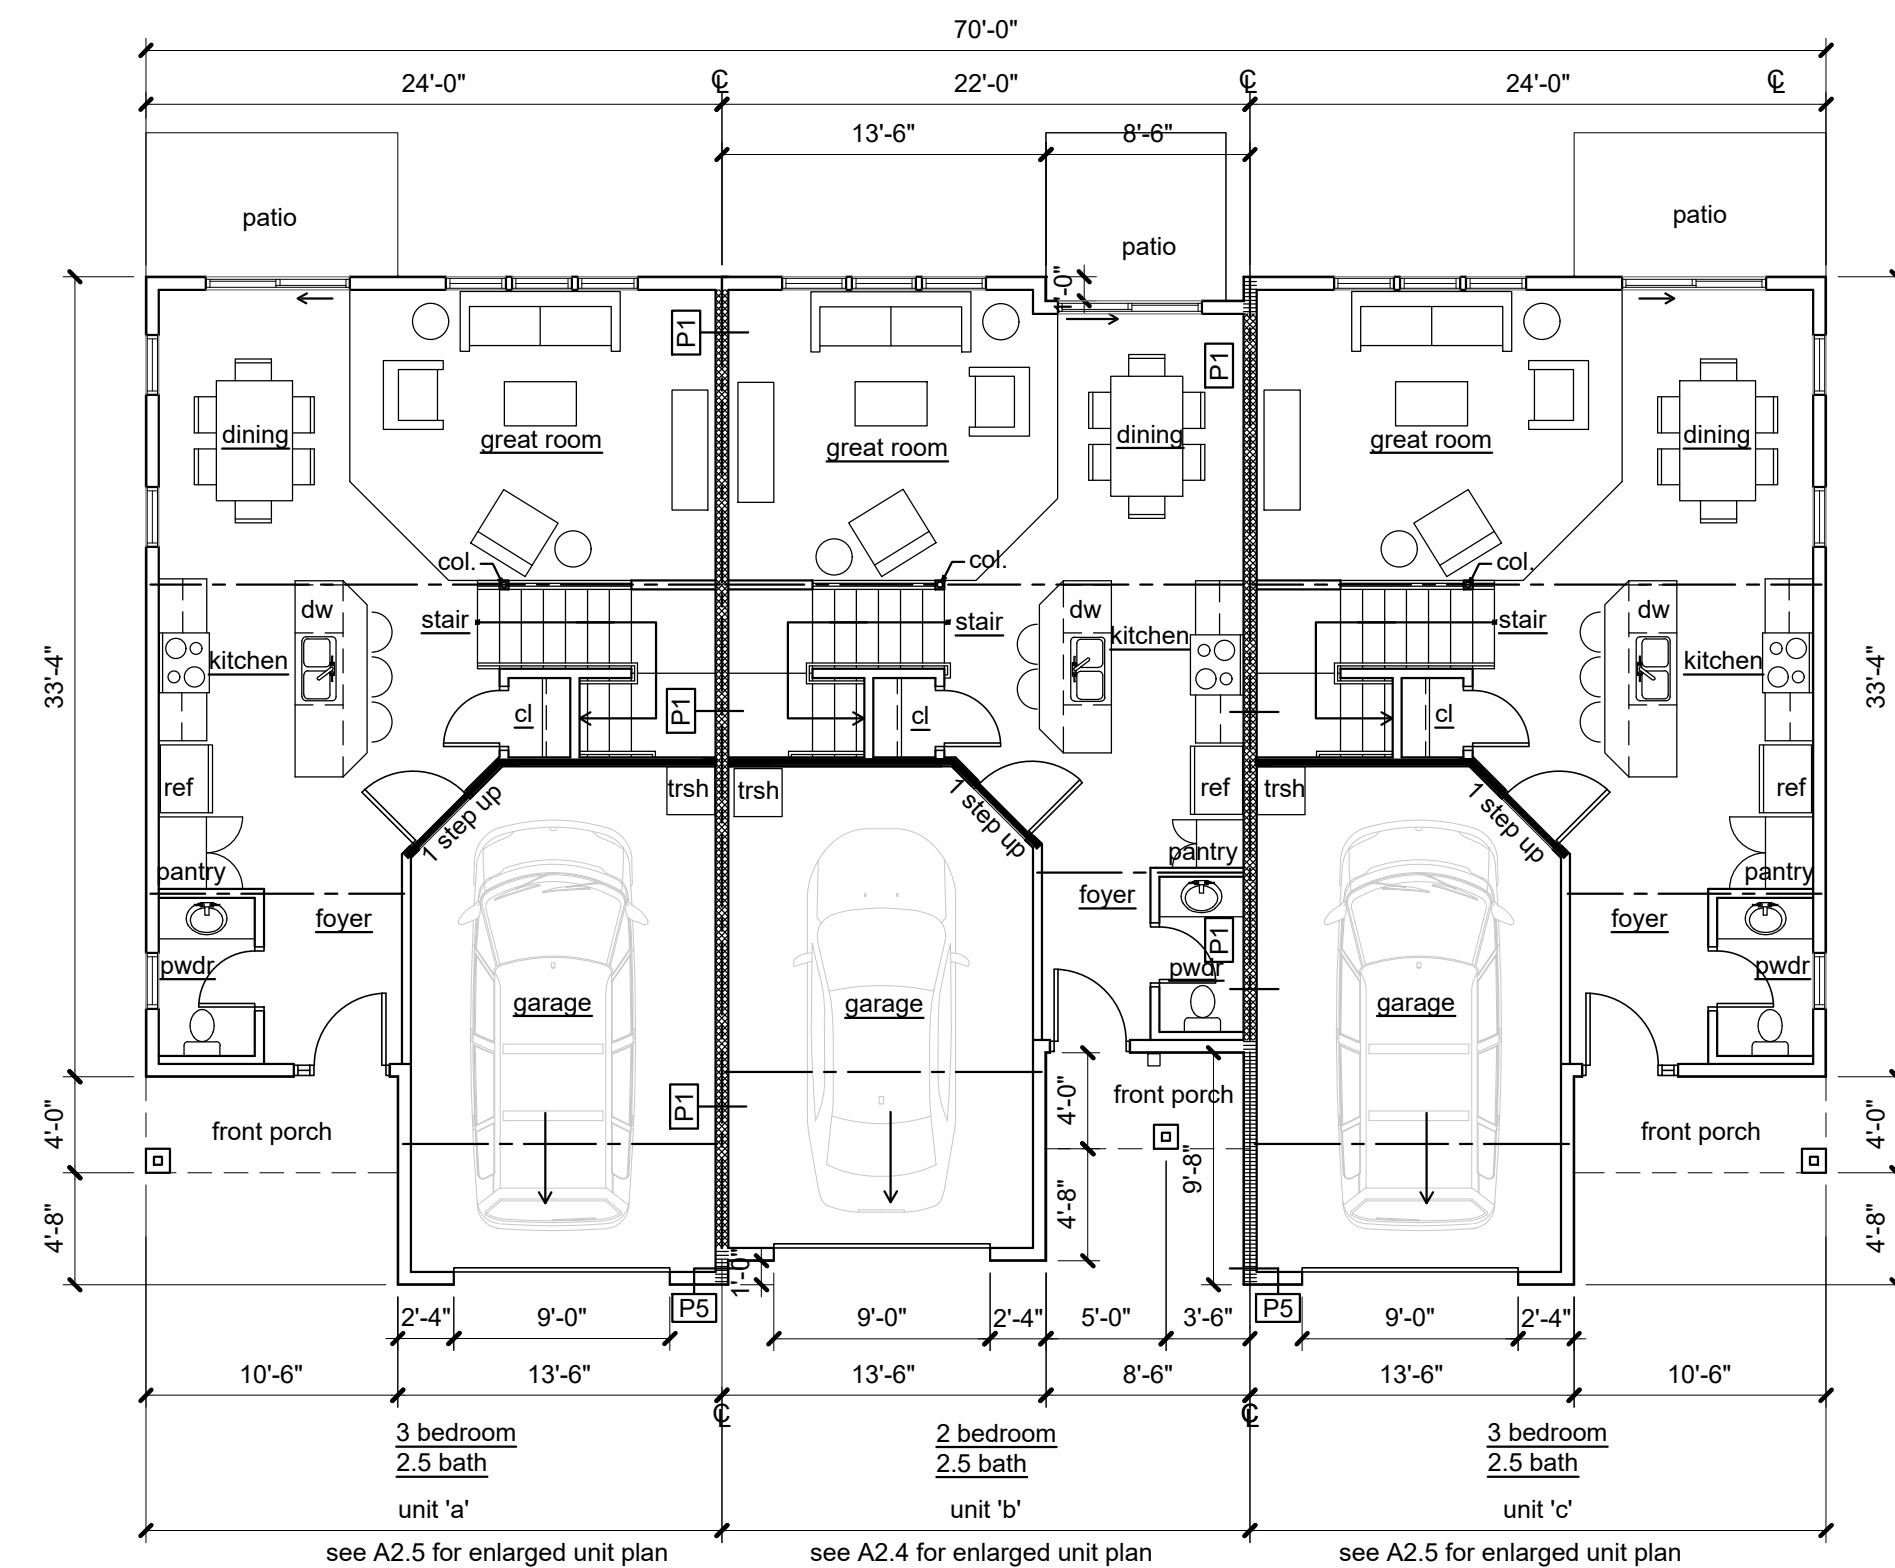 70'-0"
24'-0" ℄ 22'-0" ℄ 24'-0" ℄
13'-6" 8'-6"
patio patio patio
1'-0"
P1 P1
dining great room great room dining great room dining
col. col. col.
stair stair stair
dw dw dw
kitchen kitchen kitchen
33'-4" 33'-4"
cl P1 cl cl
ref trsh trsh ref trsh ref
1 step up 1 step up 1 step up
pantry pantry pantry
foyer foyer foyer
P1
pwdr pwdr pwdr
garage garage garage
P1
front porch front porch front porch
4'-0" 4'-0" 4'-0"
4'-8" 4'-8" 9'-8" 4'-8"
1'-0"
P5 P5
2'-4" 9'-0" 9'-0" 2'-4" 5'-0" 3'-6" 9'-0" 2'-4"
10'-6" 13'-6" 13'-6" 8'-6" 13'-6" 10'-6"
℄ ℄
3 bedroom 2 bedroom 3 bedroom
2.5 bath 2.5 bath 2.5 bath
unit 'a' unit 'b' unit 'c'
see A2.5 for enlarged unit plan see A2.4 for enlarged unit plan see A2.5 for enlarged unit plan